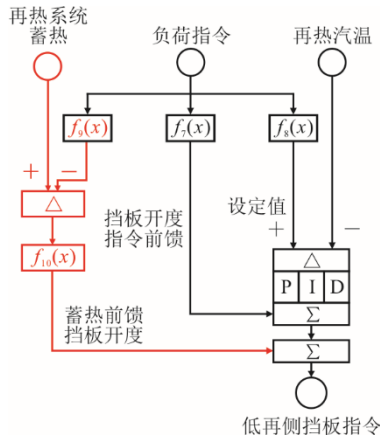 再热系统
蓄热
负荷指令
再热汽温
f₉(x)
f₇(x)
f₈(x)
+
−
△
挡板开度
指令前馈
设定值
+
−
f₁₀(x)
△
P I D
Σ
蓄热前馈
挡板开度
Σ
低再侧挡板指令